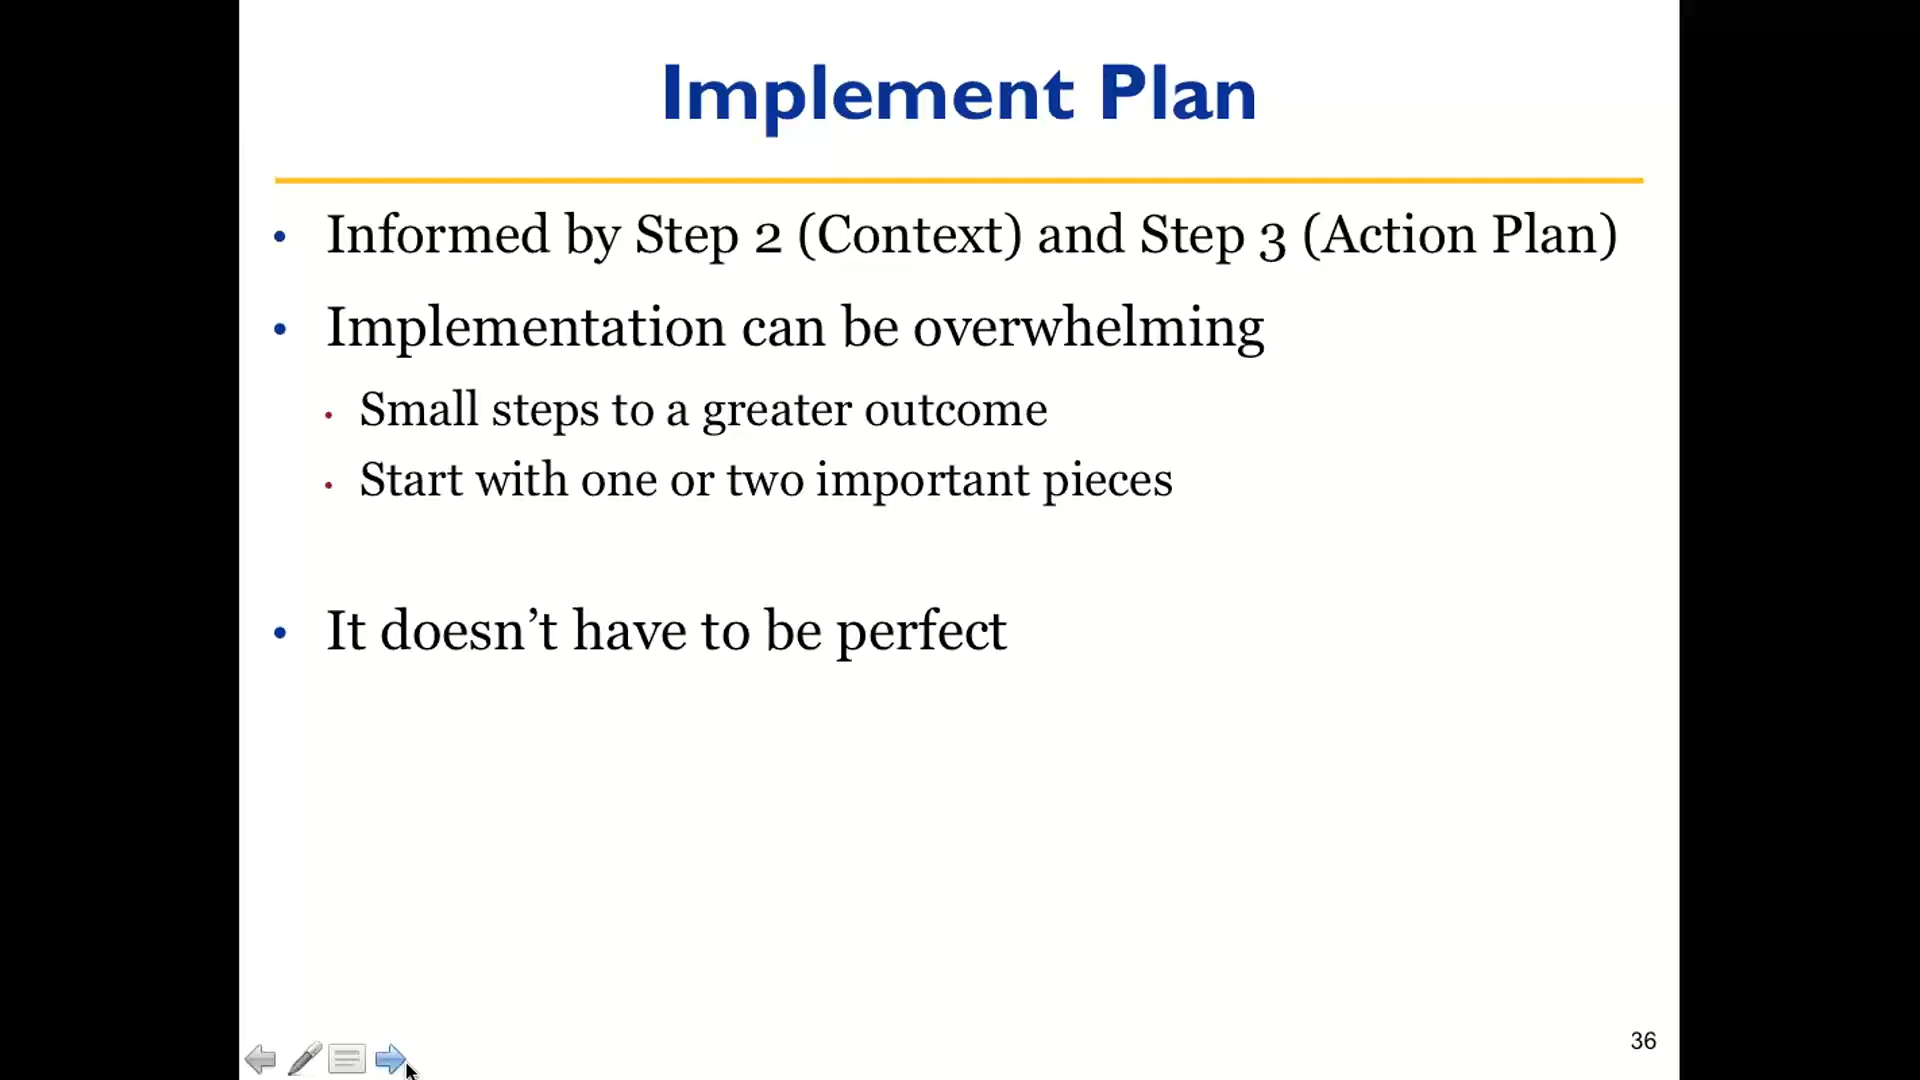 Implement Plan
• Informed by Step 2 (Context) and Step 3 (Action Plan)
• Implementation can be overwhelming
• Small steps to a greater outcome
• Start with one or two important pieces
• It doesn’t have to be perfect
36